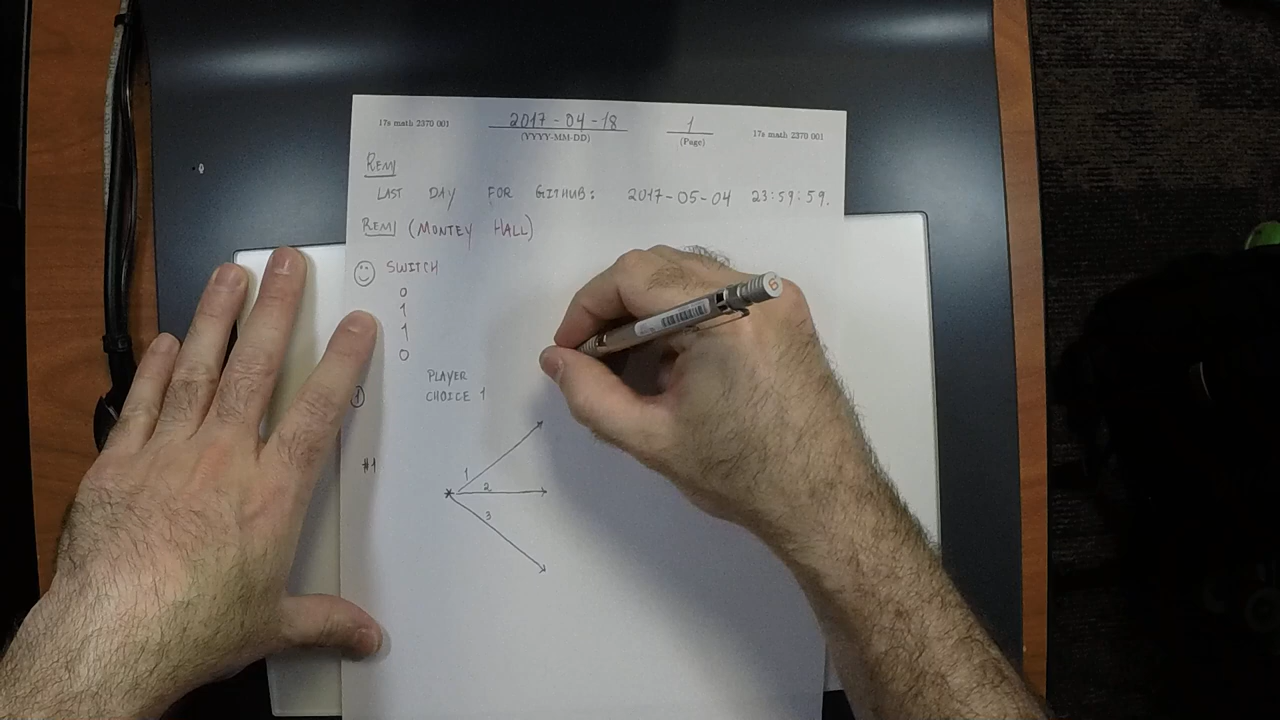 17s math 2370 001 2017-04-18 1 17s math 2370 001
(YYYY-MM-DD) (Page)
REM
LAST DAY FOR GITHUB: 2017-05-04 23:59:59.
REM (MONTEY HALL)
SWITCH
0
1
1
0
PLAYER
1 CHOICE 1
#1
1
2
3
6